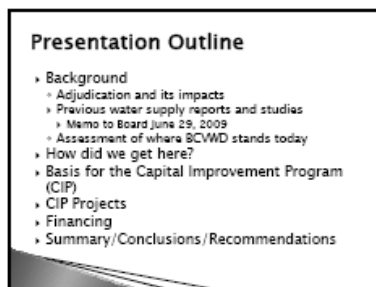 Presentation Outline
Background
Adjudication and its impacts
Previous water supply reports and studies
Memo to Board June 29, 2009
Assessment of where BCVWD stands today
How did we get here?
Basis for the Capital Improvement Program
(CIP)
CIP Projects
Financing
Summary/Conclusions/Recommendations